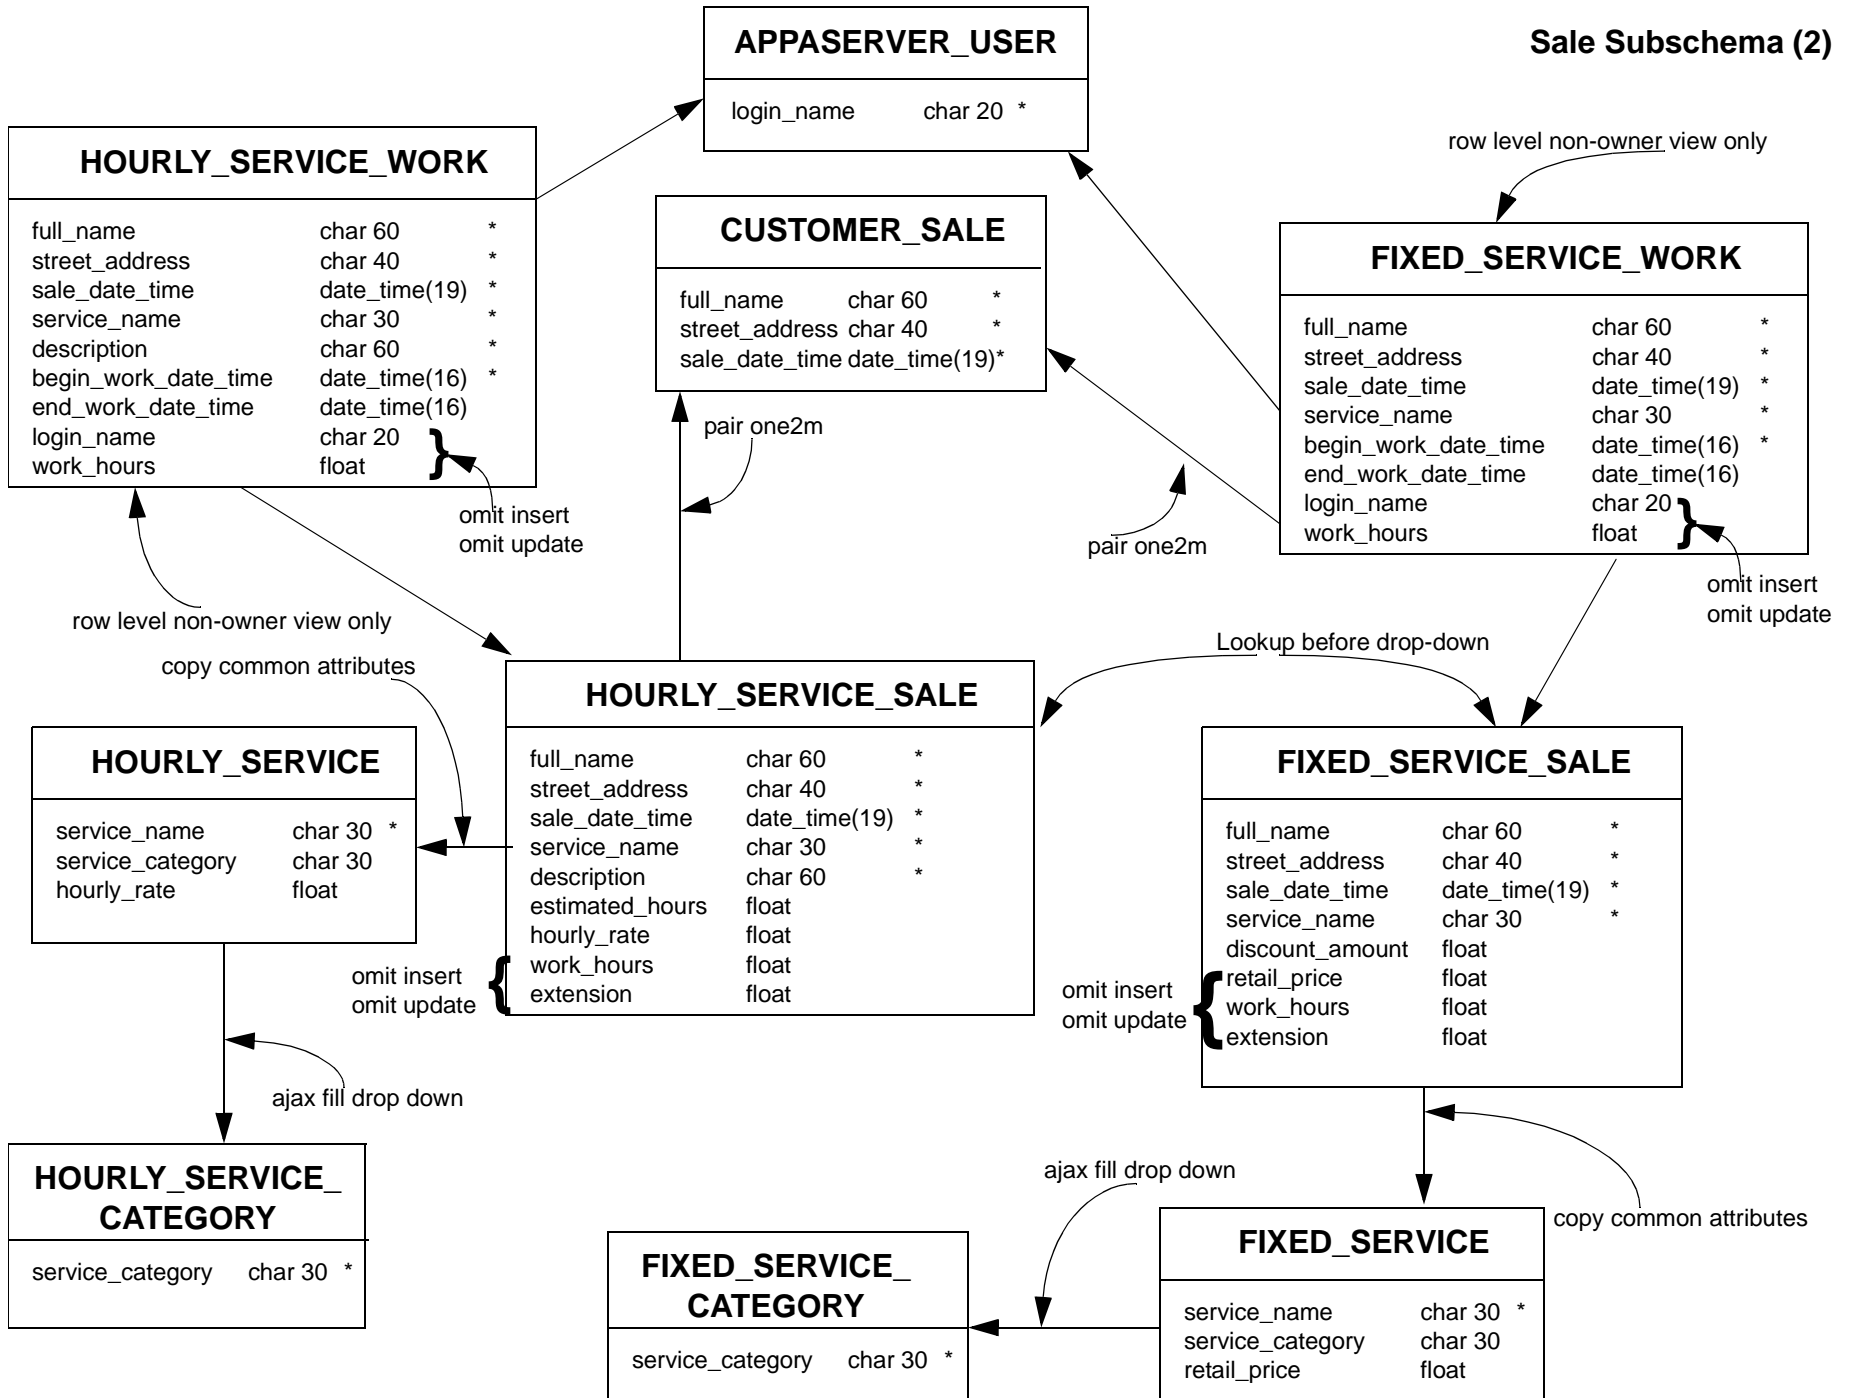 Sale Subschema (2)
APPASERVER_USER
login_name char 20 *
HOURLY_SERVICE_WORK
full_name char 60 *
street_address char 40 *
sale_date_time date_time(19) *
service_name char 30 *
description char 60 *
begin_work_date_time date_time(16) *
end_work_date_time date_time(16)
login_name char 20
work_hours float
}
omit insert
omit update
row level non-owner view only
CUSTOMER_SALE
full_name char 60 *
street_address char 40 *
sale_date_time date_time(19)*
pair one2m
pair one2m
row level non-owner view only
FIXED_SERVICE_WORK
full_name char 60 *
street_address char 40 *
sale_date_time date_time(19) *
service_name char 30 *
begin_work_date_time date_time(16) *
end_work_date_time date_time(16)
login_name char 20
work_hours float
}
omit insert
omit update
Lookup before drop-down
copy common attributes
HOURLY_SERVICE_SALE
full_name char 60 *
street_address char 40 *
sale_date_time date_time(19) *
service_name char 30 *
description char 60 *
estimated_hours float
hourly_rate float
work_hours float
extension float
{
omit insert
omit update
HOURLY_SERVICE
service_name char 30 *
service_category char 30
hourly_rate float
ajax fill drop down
HOURLY_SERVICE_
CATEGORY
service_category char 30 *
FIXED_SERVICE_SALE
full_name char 60 *
street_address char 40 *
sale_date_time date_time(19) *
service_name char 30 *
discount_amount float
retail_price float
work_hours float
extension float
{
omit insert
omit update
copy common attributes
ajax fill drop down
FIXED_SERVICE_
CATEGORY
service_category char 30 *
FIXED_SERVICE
service_name char 30 *
service_category char 30
retail_price float